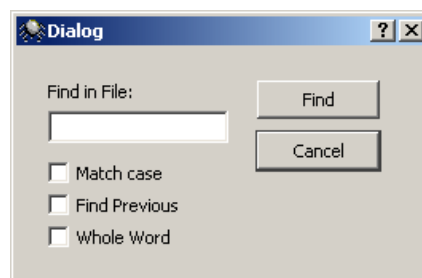 Dialog
Find in File:
Find
Cancel
Match case
Find Previous
Whole Word